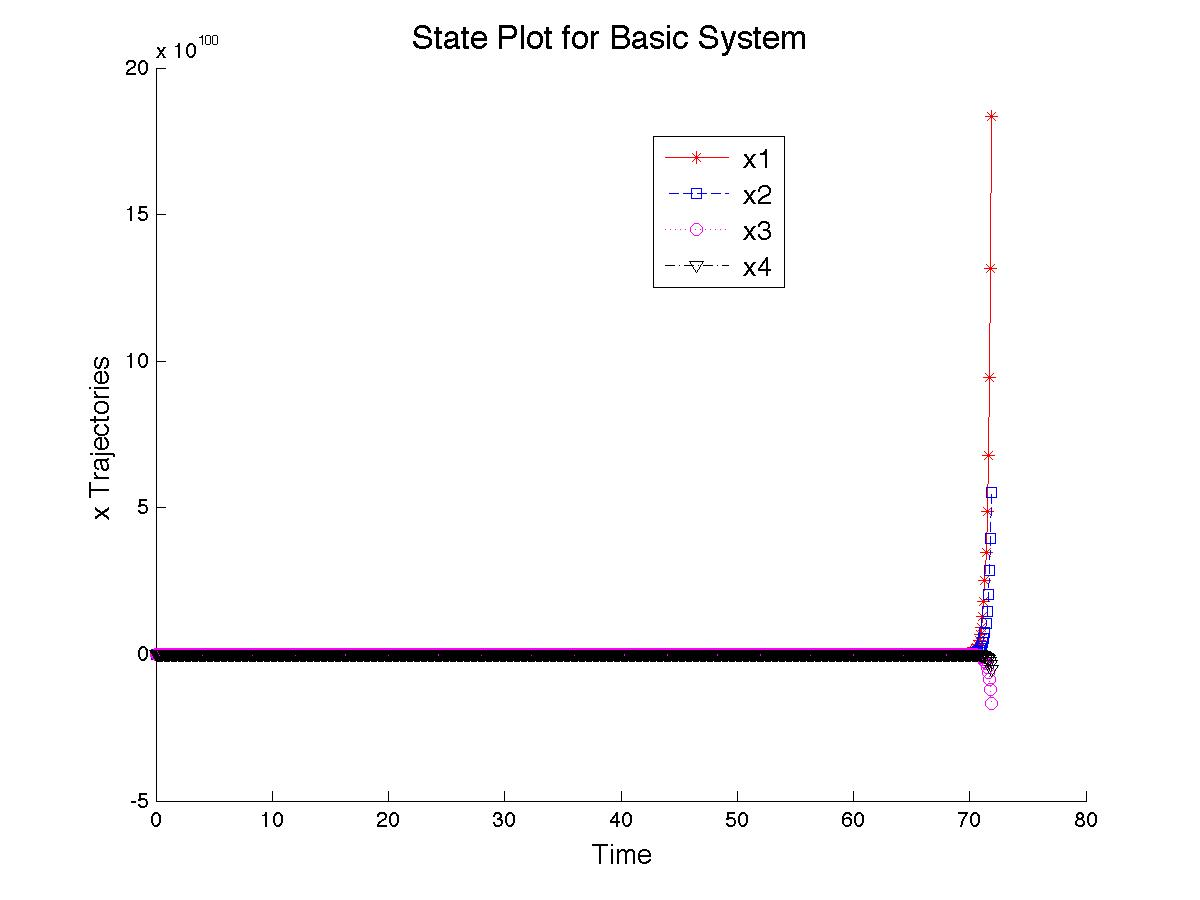 State Plot for Basic System
x 10^100
20
15
10
5
0
-5
x Trajectories
x1
x2
x3
x4
0 10 20 30 40 50 60 70 80
Time